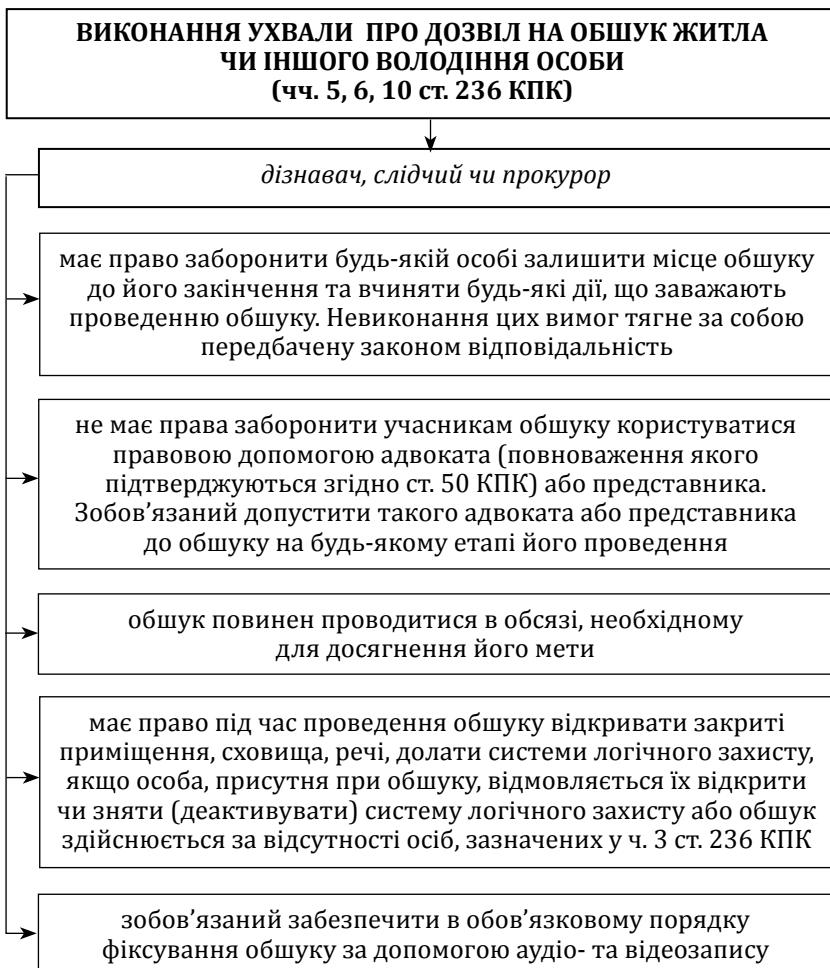 ВИКОНАННЯ УХВАЛИ ПРО ДОЗВІЛ НА ОБШУК ЖИТЛА
ЧИ ІНШОГО ВОЛОДІННЯ ОСОБИ
(чч. 5, 6, 10 ст. 236 КПК)
дізнавач, слідчий чи прокурор
має право заборонити будь-якій особі залишити місце обшуку
до його закінчення та вчиняти будь-які дії, що заважають
проведенню обшуку. Невиконання цих вимог тягне за собою
передбачену законом відповідальність
не має права заборонити учасникам обшуку користуватися
правовою допомогою адвоката (повноваження якого
підтверджуються згідно ст. 50 КПК) або представника.
Зобов’язаний допустити такого адвоката або представника
до обшуку на будь-якому етапі його проведення
обшук повинен проводитися в обсязі, необхідному
для досягнення його мети
має право під час проведення обшуку відкривати закриті
приміщення, сховища, речі, долати системи логічного захисту,
якщо особа, присутня при обшуку, відмовляється їх відкрити
чи зняти (деактивувати) систему логічного захисту або обшук
здійснюється за відсутності осіб, зазначених у ч. 3 ст. 236 КПК
зобов’язаний забезпечити в обов’язковому порядку
фіксування обшуку за допомогою аудіо- та відеозапису